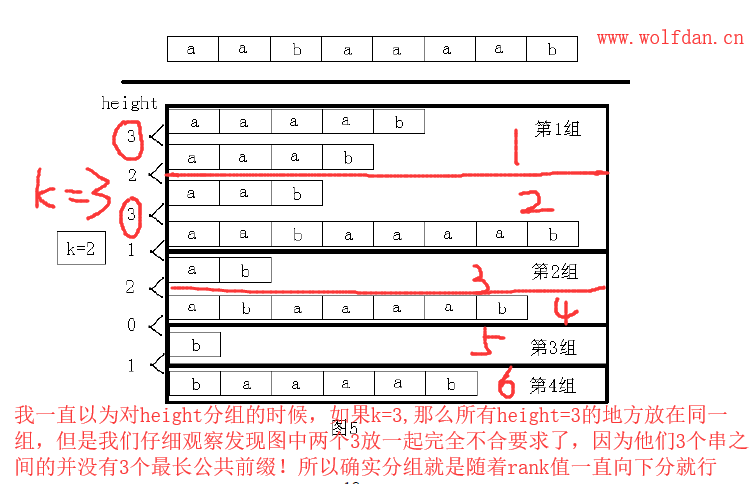 a a b a a a a b www.wolfdan.cn
height
3 a a a a b 第1组
a a a b 1
2
k=3 a a b 2
3
a a b a a a a b
1
k=2 a b 3 第2组
2
a b a a a a b 4
0
b 5 第3组
1
b a a a a b 6 第4组
图5
我一直以为对height分组的时候，如果k=3,那么所有height=3的地方放在同一
组，但是我们仔细观察发现图中两个3放一起完全不合要求了，因为他们3个串之
间的并没有3个最长公共前缀！所以确实分组就是随着rank值一直向下分就行